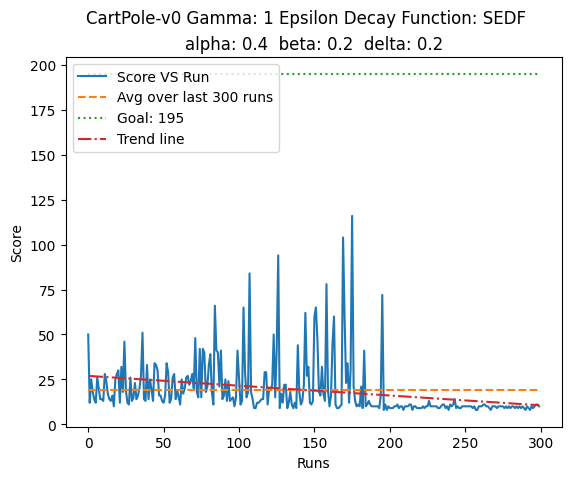 CartPole-v0 Gamma: 1 Epsilon Decay Function: SEDF
alpha: 0.4  beta: 0.2  delta: 0.2
Score VS Run
Avg over last 300 runs
Goal: 195
Trend line
200
175
150
125
100
75
50
25
0
Score
0 50 100 150 200 250 300
Runs